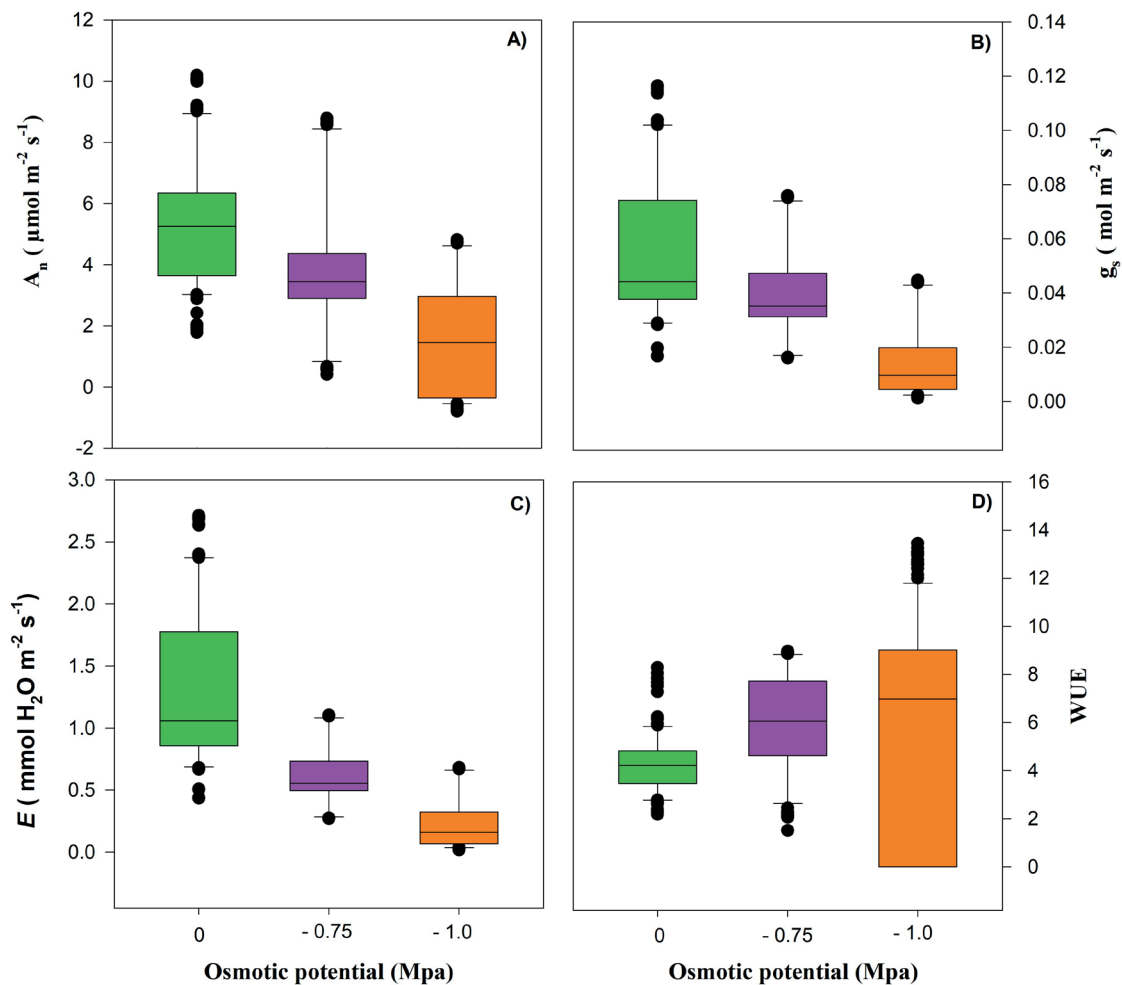 A)
12
10
8
6
4
2
0
-2
Aₙ ( µmol m⁻² s⁻¹)
B)
0.14
0.12
0.10
0.08
0.06
0.04
0.02
0.00
gₛ ( mol m⁻² s⁻¹)
C)
3.0
2.5
2.0
1.5
1.0
0.5
0.0
E ( mmol H₂O m⁻² s⁻¹)
0 - 0.75 - 1.0
Osmotic potential (Mpa)
D)
16
14
12
10
8
6
4
2
0
WUE
0 - 0.75 - 1.0
Osmotic potential (Mpa)